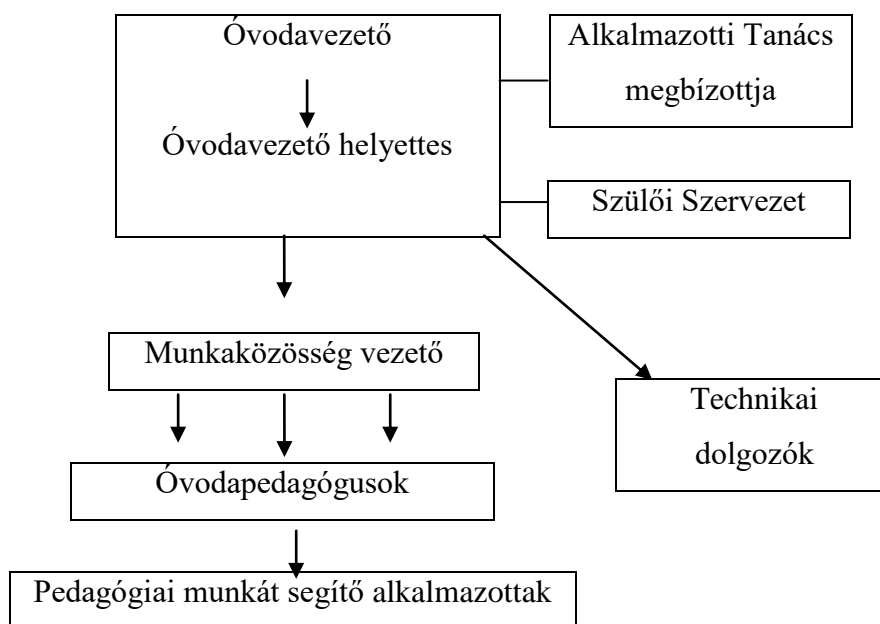 Óvodavezető
Óvodavezető helyettes
Alkalmazotti Tanács
megbízottja
Szülői Szervezet
Munkaközösség vezető
Technikai
dolgozók
Óvodapedagógusok
Pedagógiai munkát segítő alkalmazottak